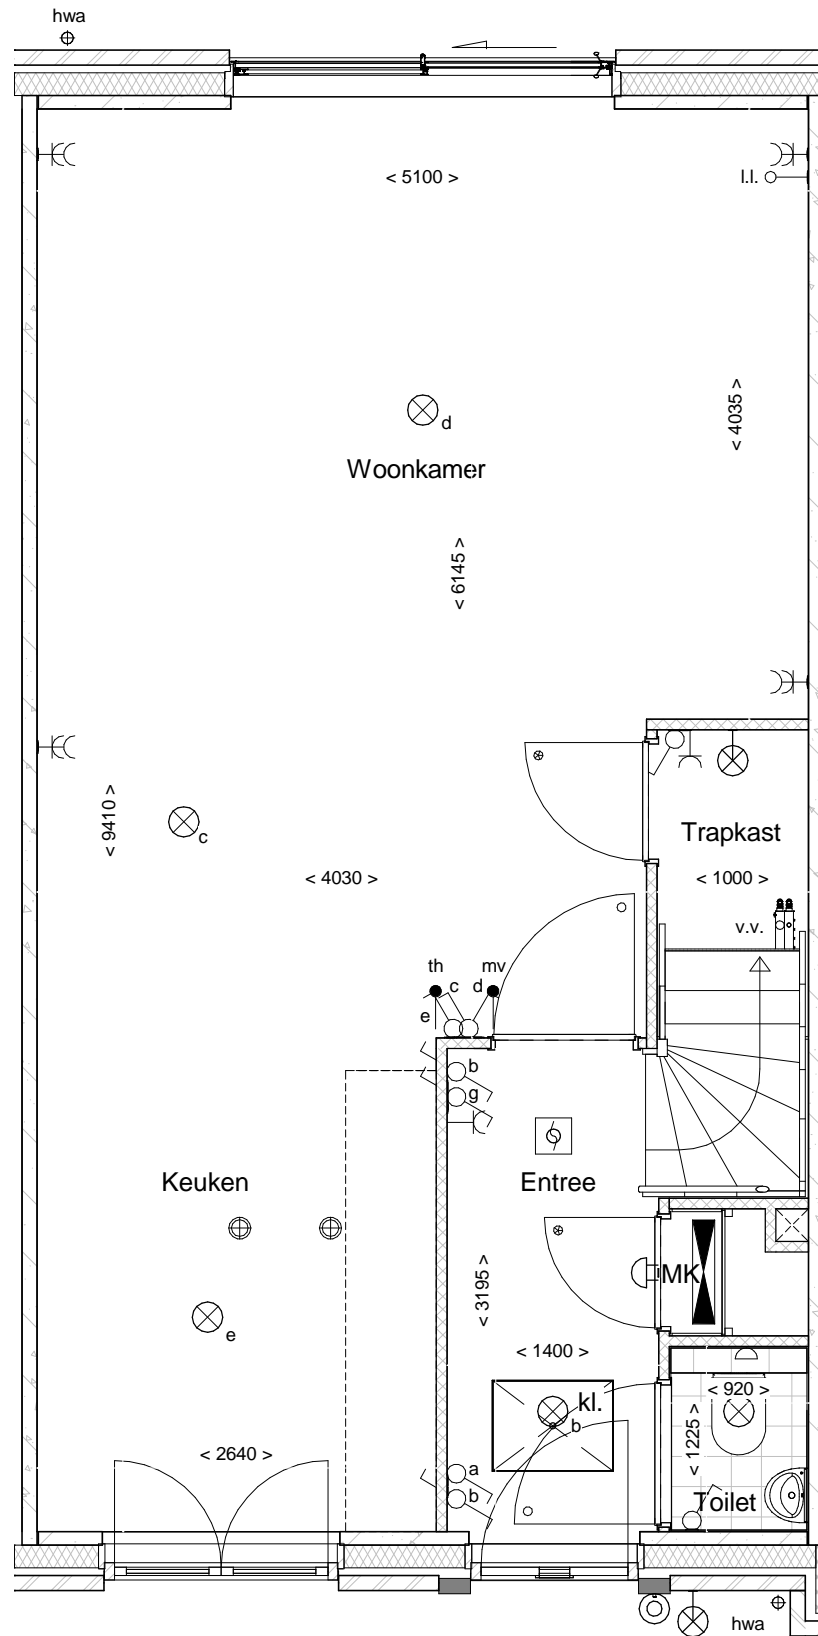 hwa
< 5100 >
l.l.
< 4035 >
d
Woonkamer
< 6145 >
< 9410 >
c
Trapkast
< 4030 >
< 1000 >
v.v.
th
mv
c
d
e
b
g
Keuken
Entree
MK
< 3195 >
e
< 1400 >
< 920 >
kl.
b
< 1225 >
< 2640 >
a
b
Toilet
hwa